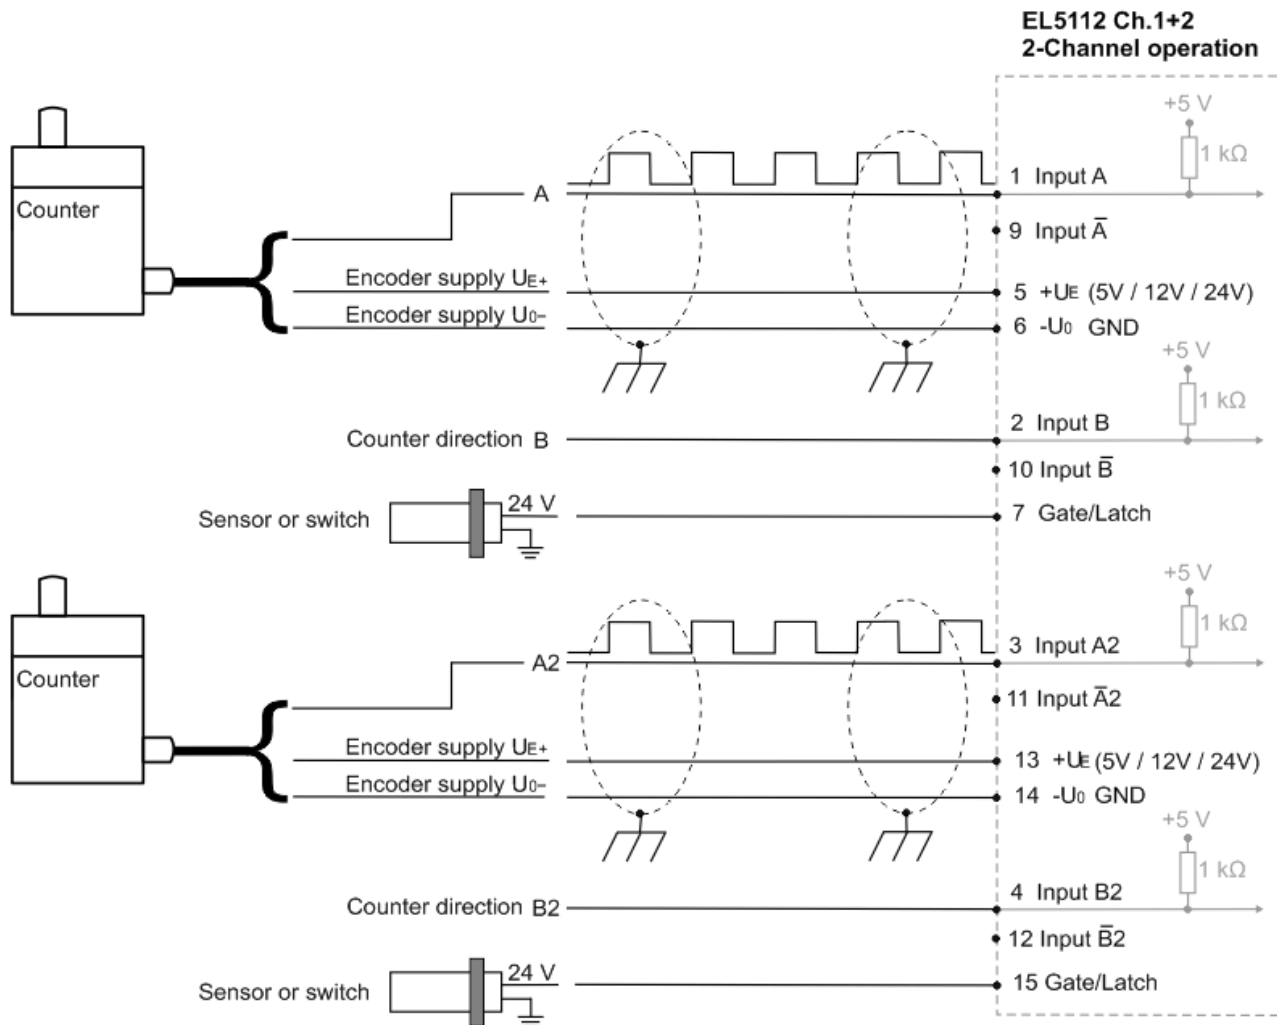 EL5112 Ch.1+2
2-Channel operation
+5 V
1 kΩ
1 Input A
A
Counter
9 Input A̅
Encoder supply UE+
5 +UE (5V / 12V / 24V)
Encoder supply U0–
6 -U0 GND
+5 V
1 kΩ
2 Input B
Counter direction B
10 Input B̅
24 V
Sensor or switch
7 Gate/Latch
+5 V
1 kΩ
3 Input A2
A2
Counter
11 Input A̅2
Encoder supply UE+
13 +UE (5V / 12V / 24V)
Encoder supply U0–
14 -U0 GND
+5 V
1 kΩ
4 Input B2
Counter direction B2
12 Input B̅2
24 V
Sensor or switch
15 Gate/Latch